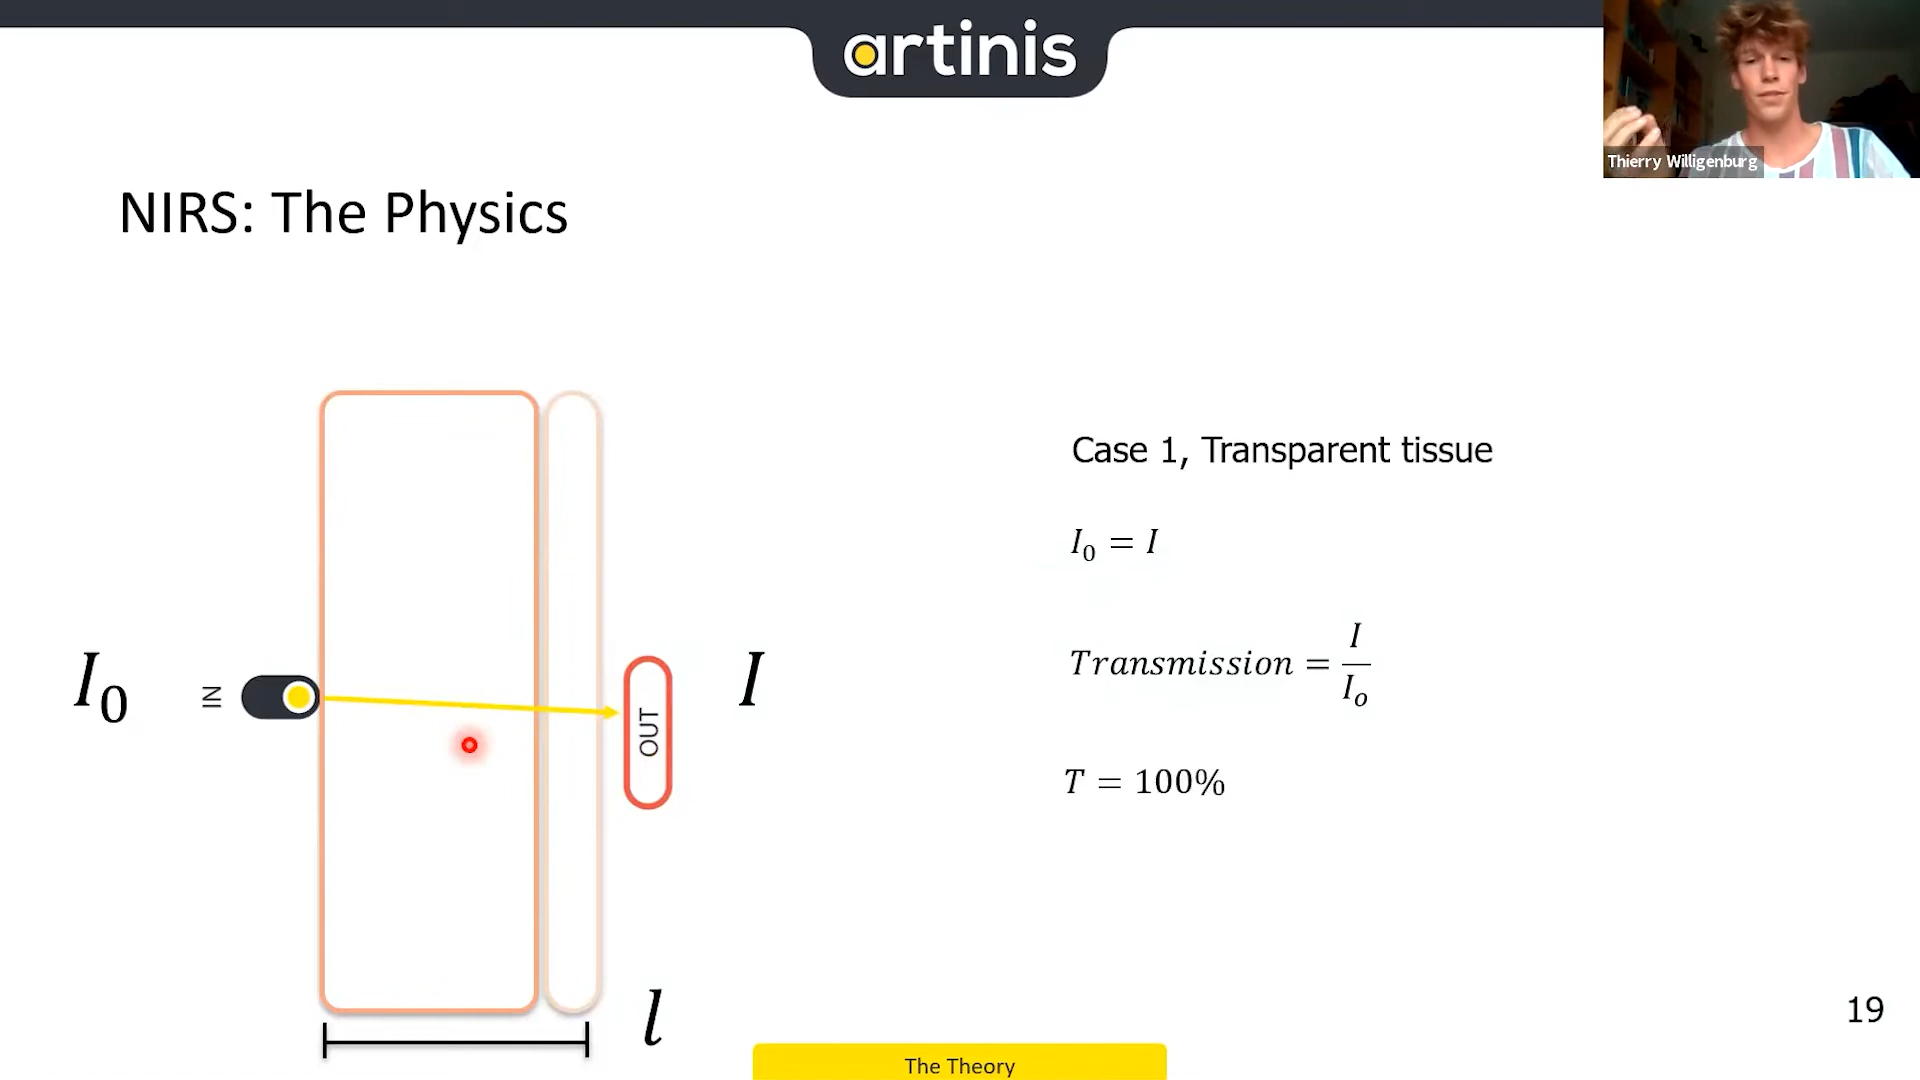 artinis
Thierry Willigenburg
NIRS: The Physics
Case 1, Transparent tissue
I₀ = I
Transmission = I / Iₒ
T = 100%
I₀
IN
OUT
I
l
19
The Theory